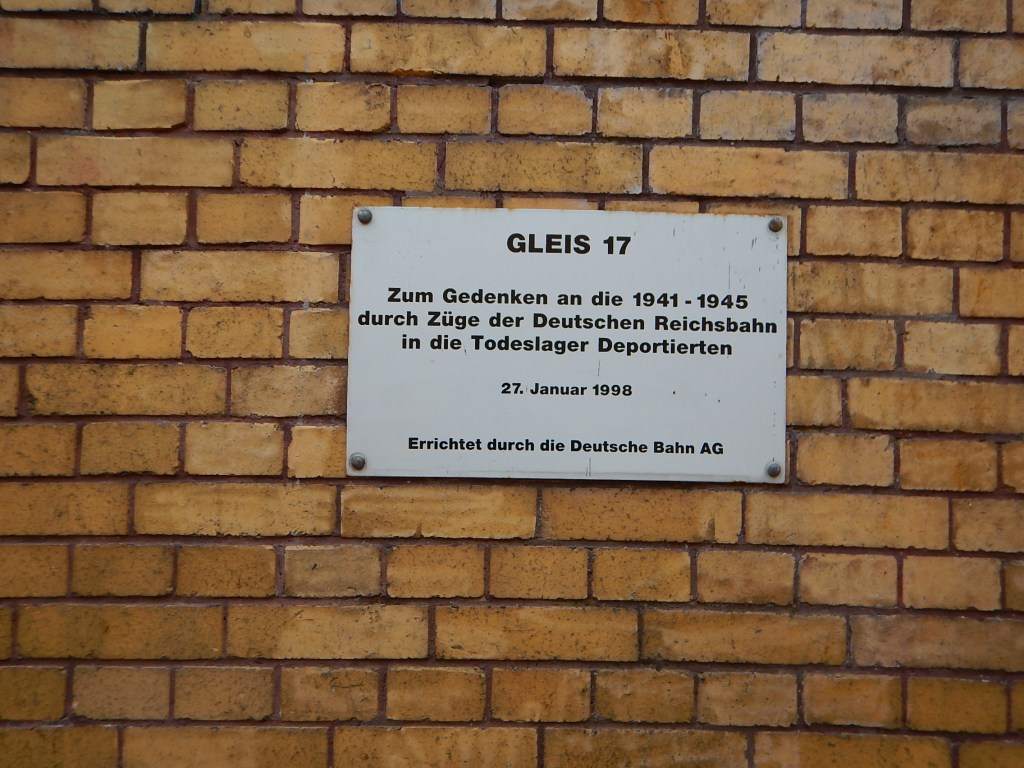 GLEIS 17
Zum Gedenken an die 1941 - 1945
durch Züge der Deutschen Reichsbahn
in die Todeslager Deportierten
27. Januar 1998
Errichtet durch die Deutsche Bahn AG